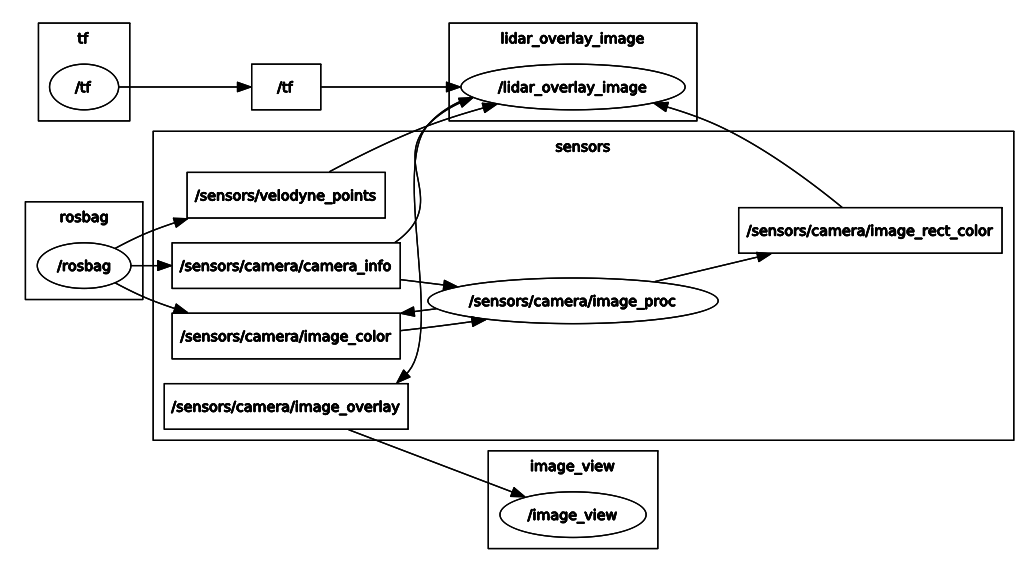 tf
/tf
/tf
lidar_overlay_image
/lidar_overlay_image
sensors
/sensors/velodyne_points
rosbag
/rosbag
/sensors/camera/camera_info
/sensors/camera/image_rect_color
/sensors/camera/image_proc
/sensors/camera/image_color
/sensors/camera/image_overlay
image_view
/image_view